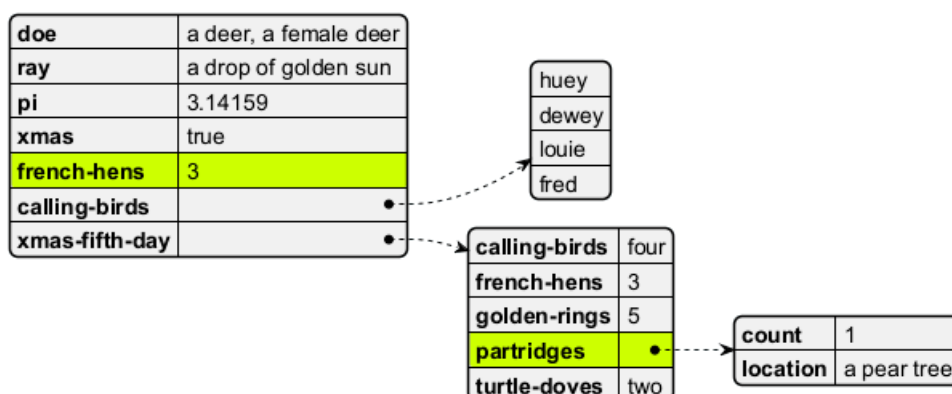 doe a deer, a female deer
ray a drop of golden sun
pi 3.14159
xmas true
french-hens 3
calling-birds
xmas-fifth-day
huey
dewey
louie
fred
calling-birds four
french-hens 3
golden-rings 5
partridges
turtle-doves two
count 1
location a pear tree